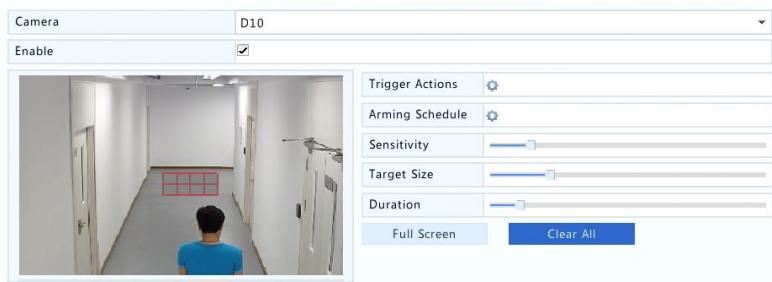 Camera
D10
Enable
Trigger Actions
Arming Schedule
Sensitivity
Target Size
Duration
Full Screen
Clear All